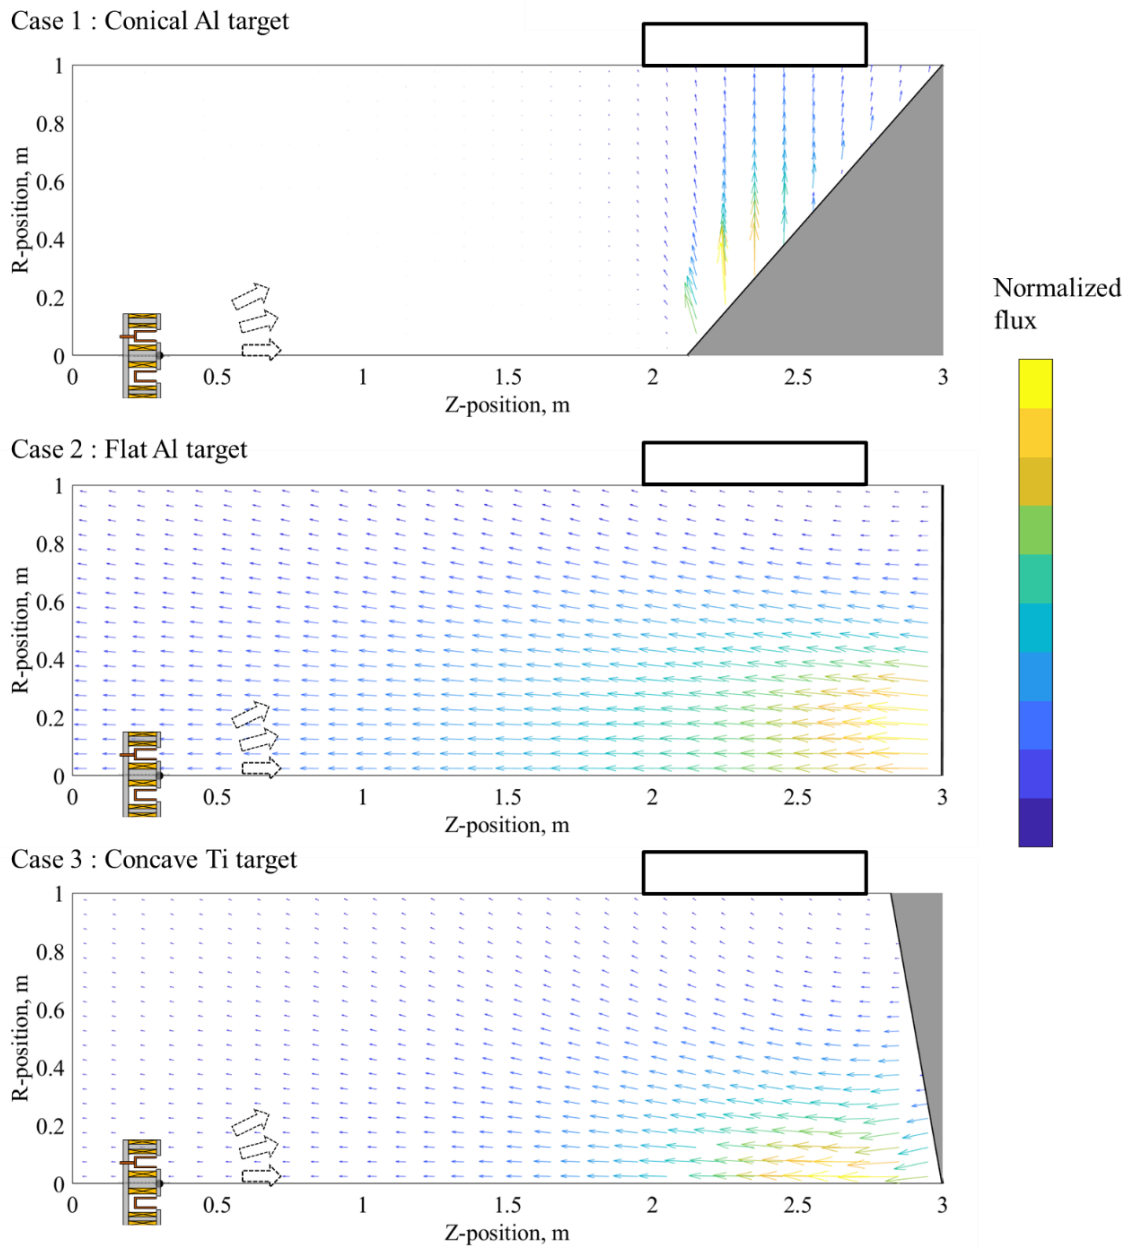 Case 1 : Conical Al target
1
0.8
0.6
0.4
0.2
0
R-position, m
0 0.5 1 1.5 2 2.5 3
Z-position, m
Case 2 : Flat Al target
1
0.8
0.6
0.4
0.2
0
R-position, m
0 0.5 1 1.5 2 2.5 3
Z-position, m
Normalized
flux
Case 3 : Concave Ti target
1
0.8
0.6
0.4
0.2
0
R-position, m
0 0.5 1 1.5 2 2.5 3
Z-position, m